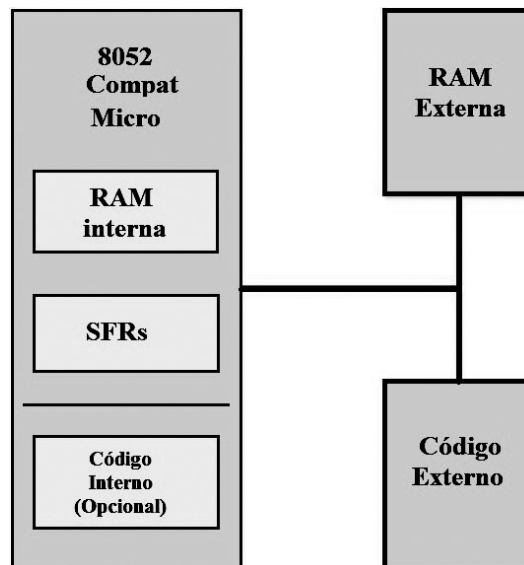 8052
Compat
Micro
RAM
interna
SFRs
Código
Interno
(Opcional)
RAM
Externa
Código
Externo